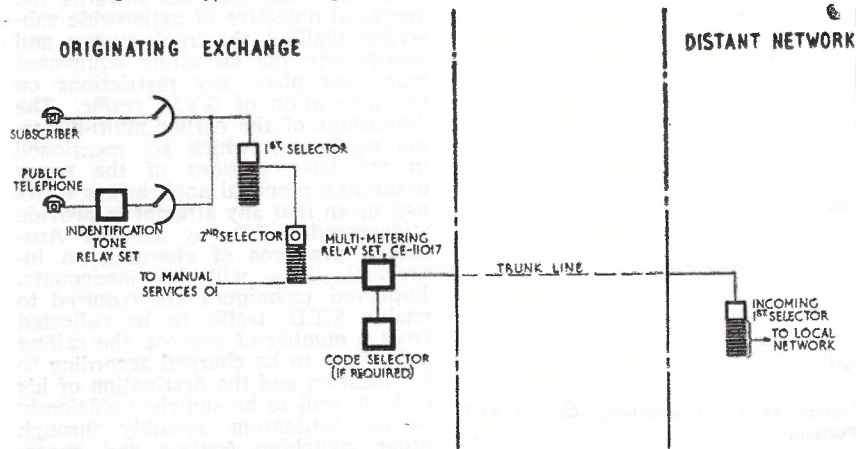 ORIGINATING EXCHANGE
DISTANT NETWORK
SUBSCRIBER
1ST SELECTOR
PUBLIC
TELEPHONE
INDENTIFICATION
TONE
RELAY SET
2ND SELECTOR
MULTI-METERING
RELAY SET, CE-11017
TO MANUAL
SERVICES 01
TRUNK LINE
CODE SELECTOR
(IF REQUIRED)
INCOMING
1ST SELECTOR
TO LOCAL
NETWORK